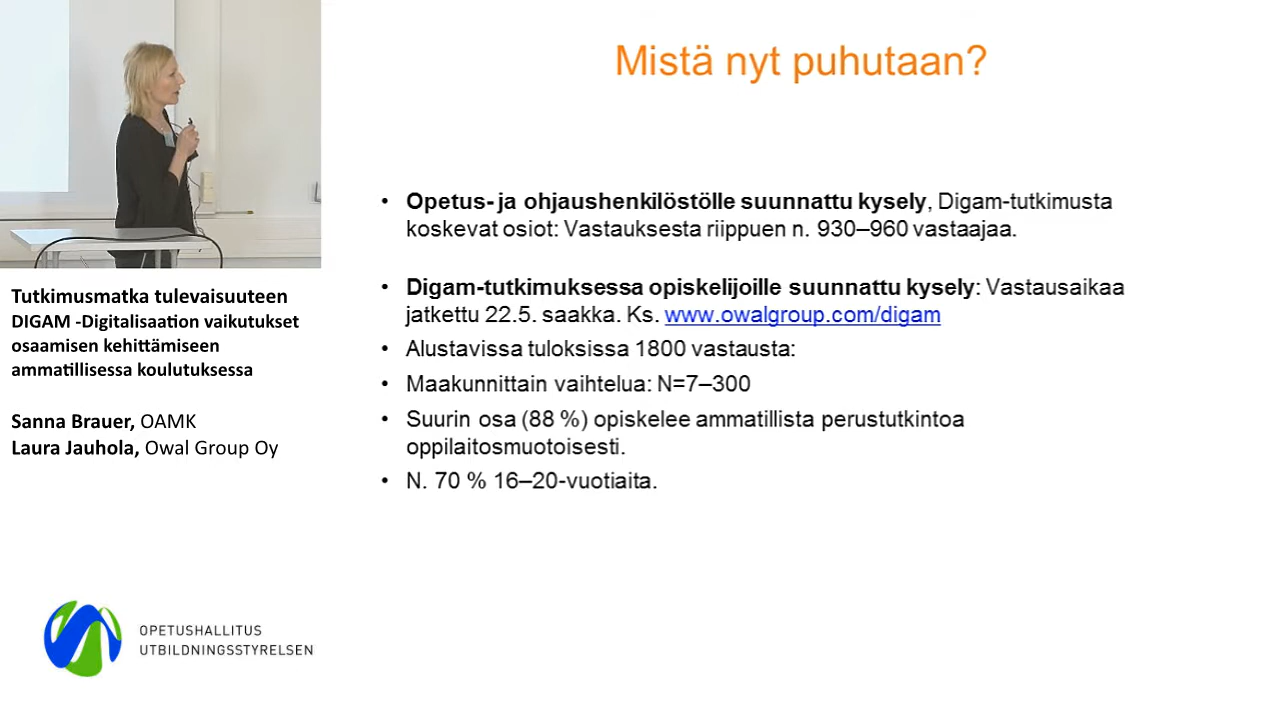 Mistä nyt puhutaan?
• Opetus- ja ohjaushenkilöstölle suunnattu kysely, Digam-tutkimusta
koskevat osiot: Vastauksesta riippuen n. 930–960 vastaajaa.
• Digam-tutkimuksessa opiskelijoille suunnattu kysely: Vastausaikaa
jatkettu 22.5. saakka. Ks. www.owalgroup.com/digam
• Alustavissa tuloksissa 1800 vastausta:
• Maakunnittain vaihtelua: N=7–300
• Suurin osa (88 %) opiskelee ammatillista perustutkintoa
oppilaitosmuotoisesti.
• N. 70 % 16–20-vuotiaita.
Tutkimusmatka tulevaisuuteen
DIGAM -Digitalisaation vaikutukset
osaamisen kehittämiseen
ammatillisessa koulutuksessa
Sanna Brauer, OAMK
Laura Jauhola, Owal Group Oy
OPETUSHALLITUS
UTBILDNINGSSTYRELSEN